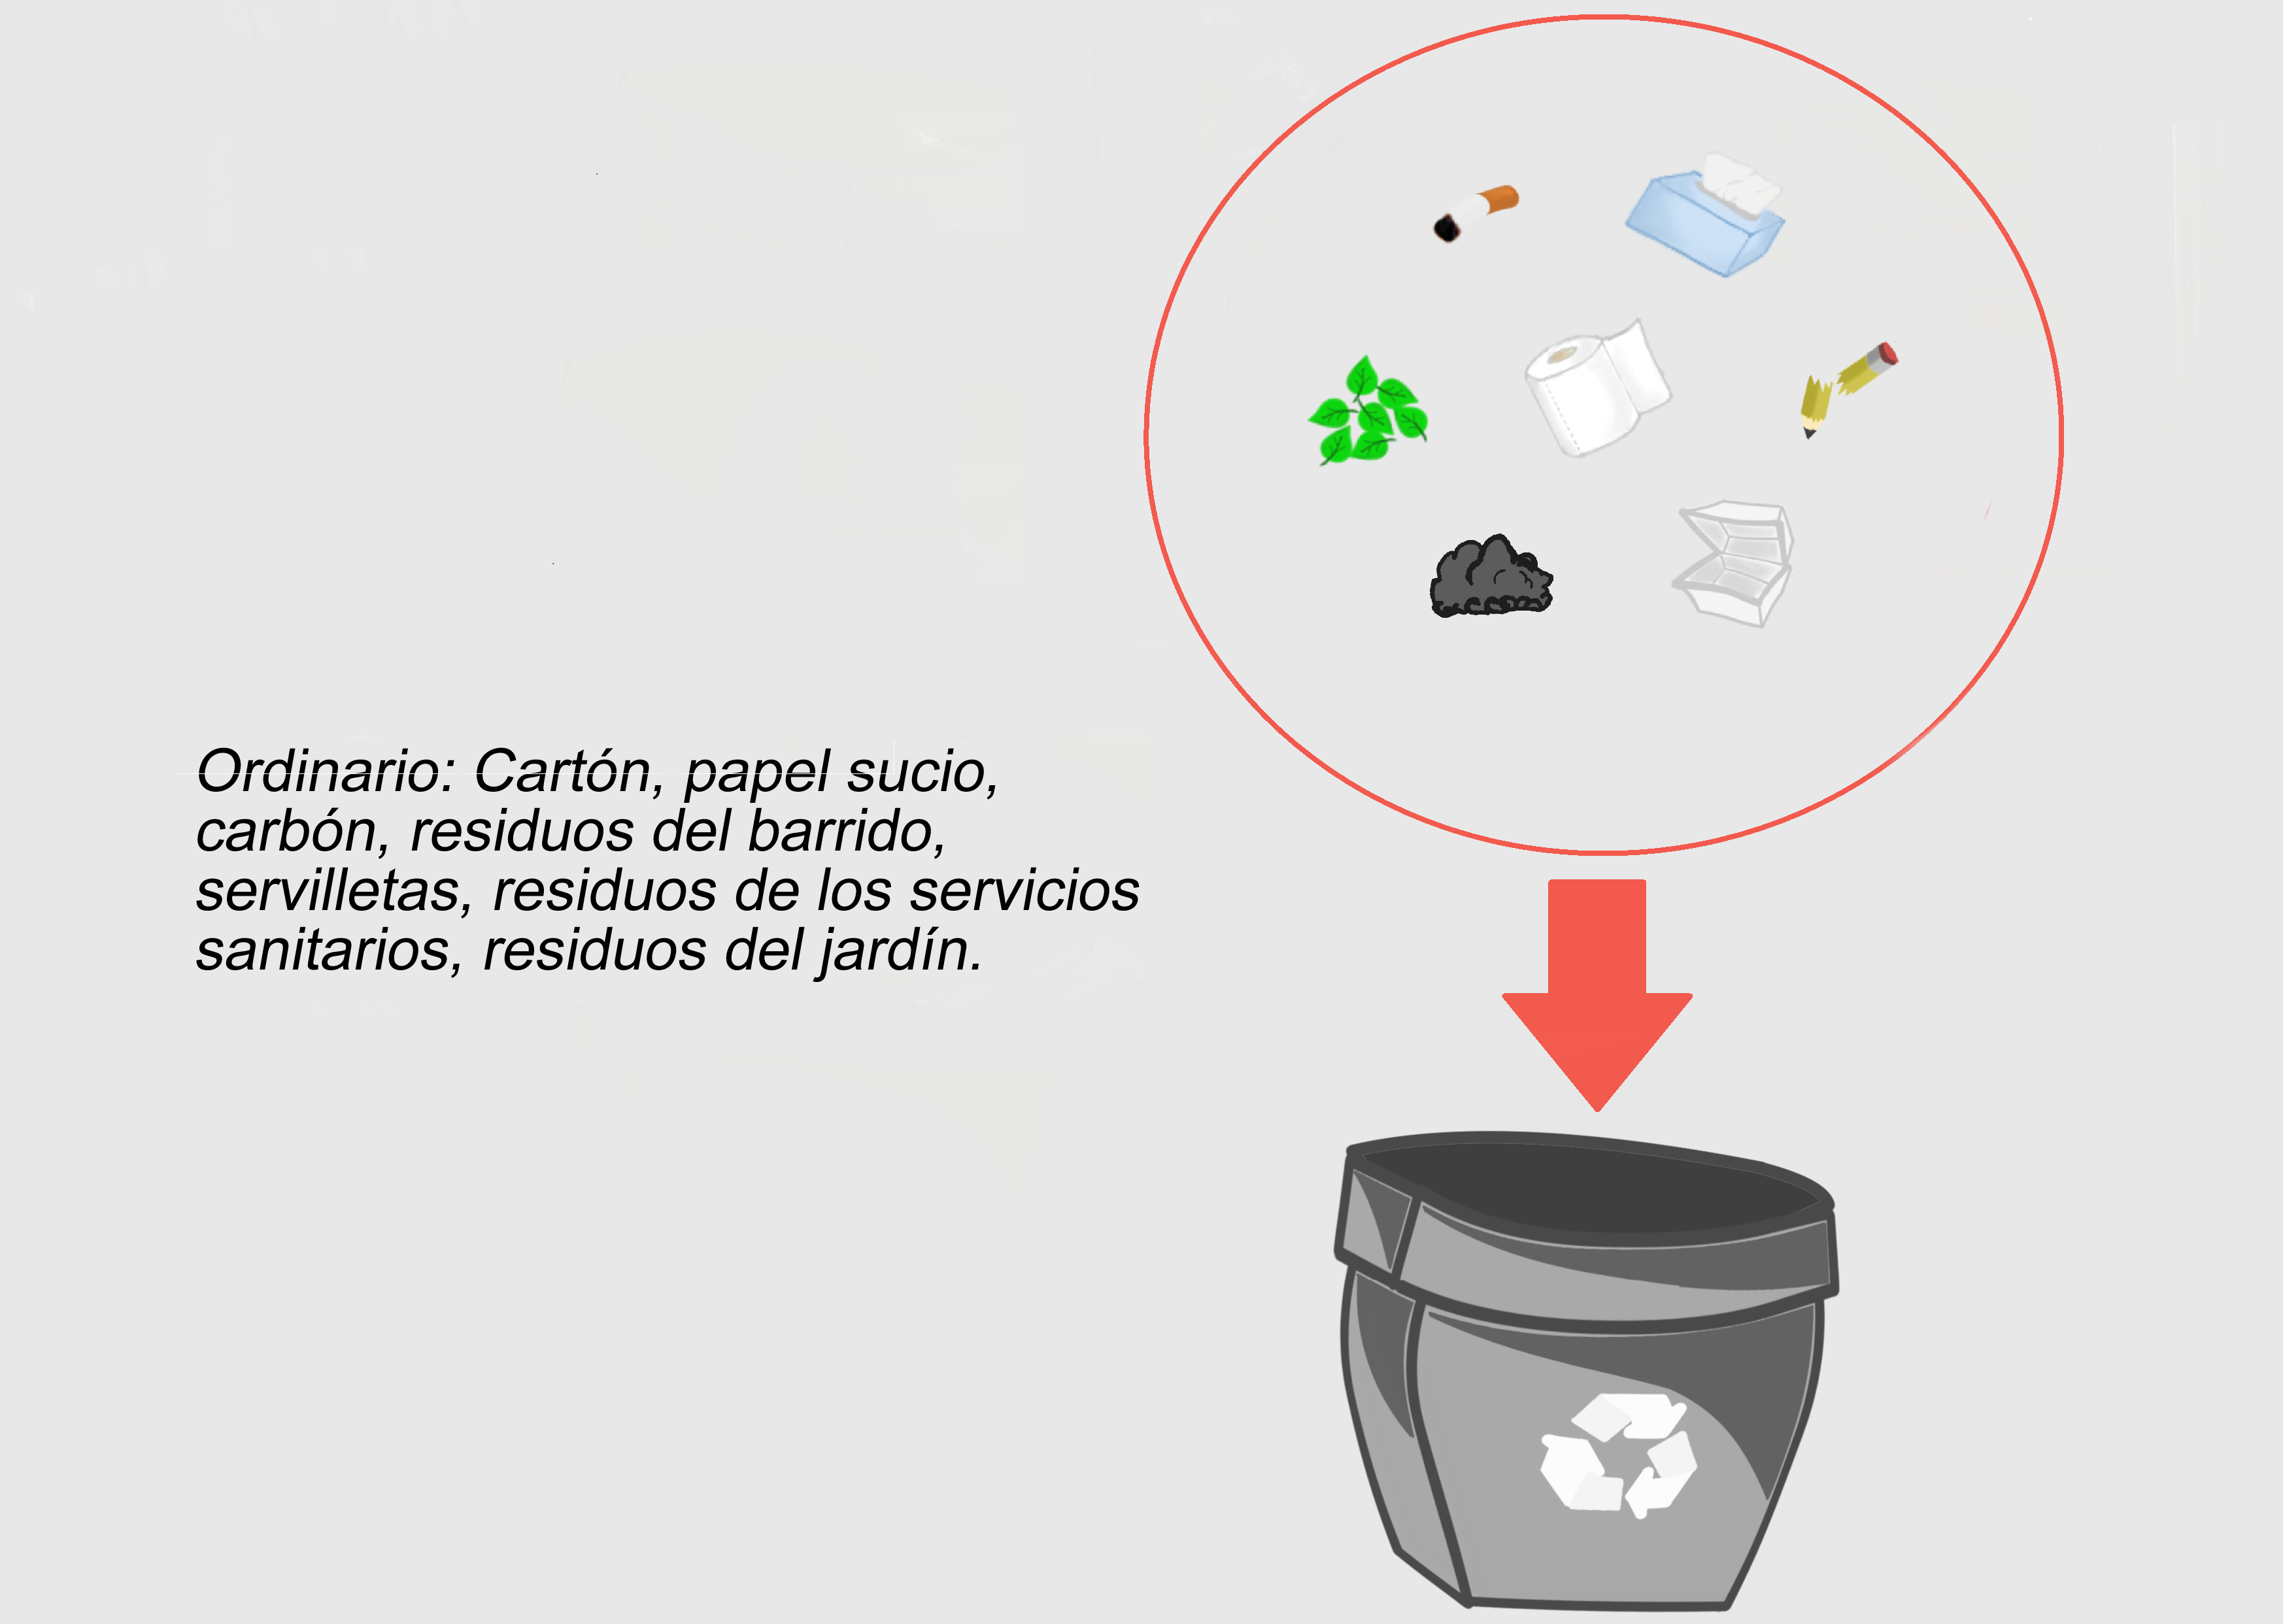 Ordinario: Cartón, papel sucio,
carbón, residuos del barrido,
servilletas, residuos de los servicios
sanitarios, residuos del jardín.